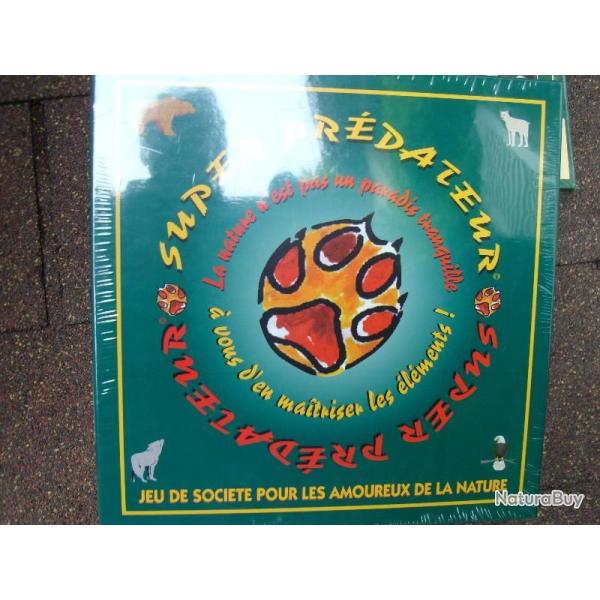 SUPER PRÉDATEUR
La nature n'est pas un paradis tranquille
à vous d'en maîtriser les éléments !
SUPER PRÉDATEUR
JEU DE SOCIETE POUR LES AMOUREUX DE LA NATURE
NaturaBuy